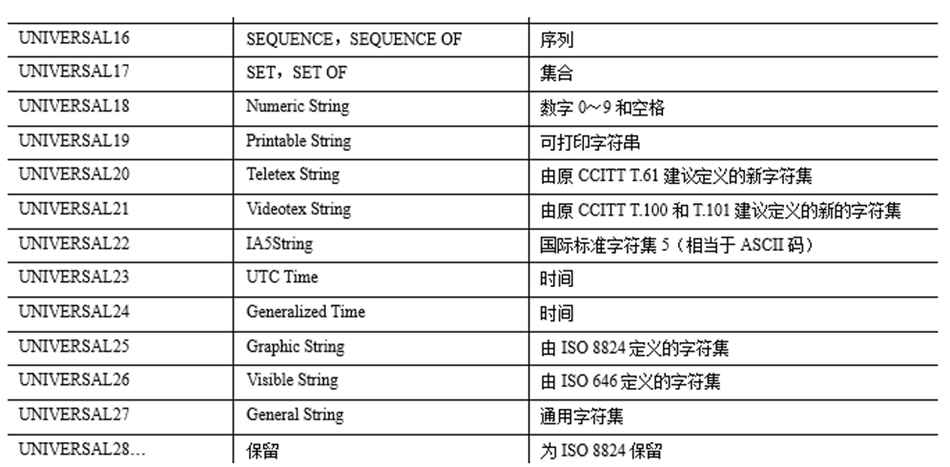 UNIVERSAL16 SEQUENCE，SEQUENCE OF 序列
UNIVERSAL17 SET，SET OF 集合
UNIVERSAL18 Numeric String 数字 0～9 和空格
UNIVERSAL19 Printable String 可打印字符串
UNIVERSAL20 Teletex String 由原 CCITT T.61 建议定义的新字符集
UNIVERSAL21 Videotex String 由原 CCITT T.100 和 T.101 建议定义的新的字符集
UNIVERSAL22 IA5String 国际标准字符集 5（相当于 ASCII 码）
UNIVERSAL23 UTC Time 时间
UNIVERSAL24 Generalized Time 时间
UNIVERSAL25 Graphic String 由 ISO 8824 定义的字符集
UNIVERSAL26 Visible String 由 ISO 646 定义的字符集
UNIVERSAL27 General String 通用字符集
UNIVERSAL28… 保留 为 ISO 8824 保留